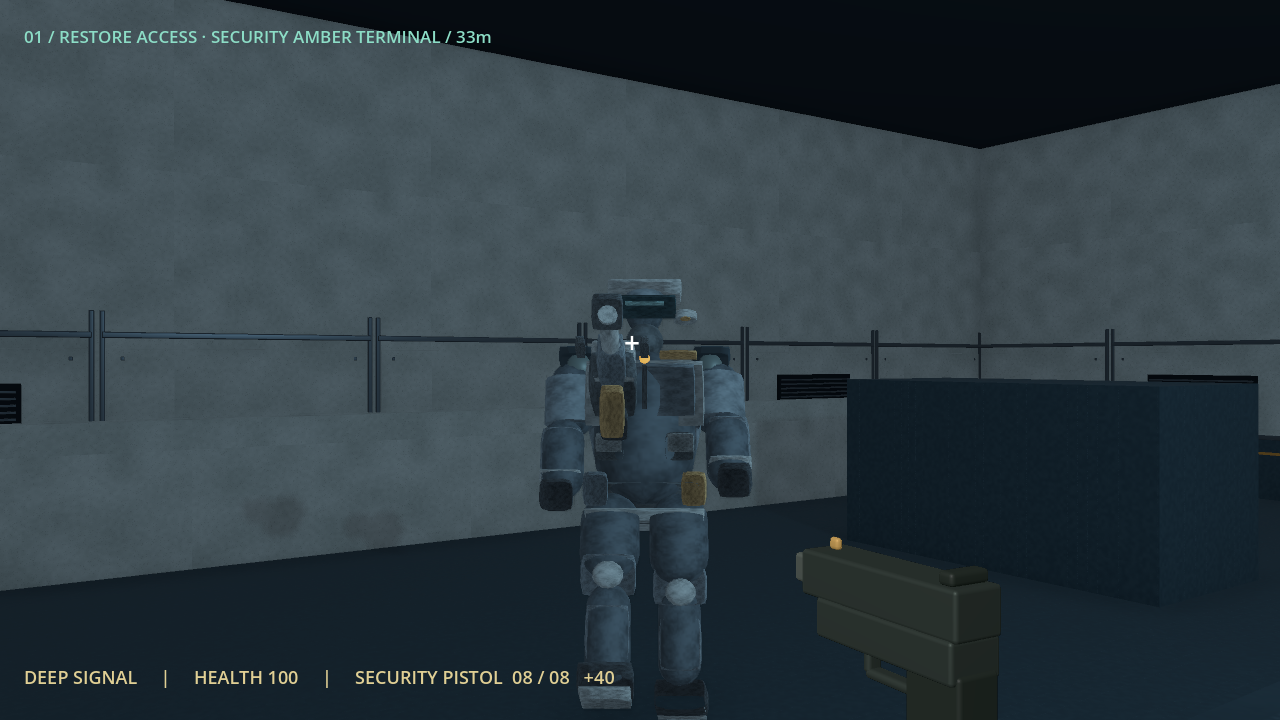 01 / RESTORE ACCESS · SECURITY AMBER TERMINAL / 33m
DEEP SIGNAL | HEALTH 100 | SECURITY PISTOL 08 / 08 +40